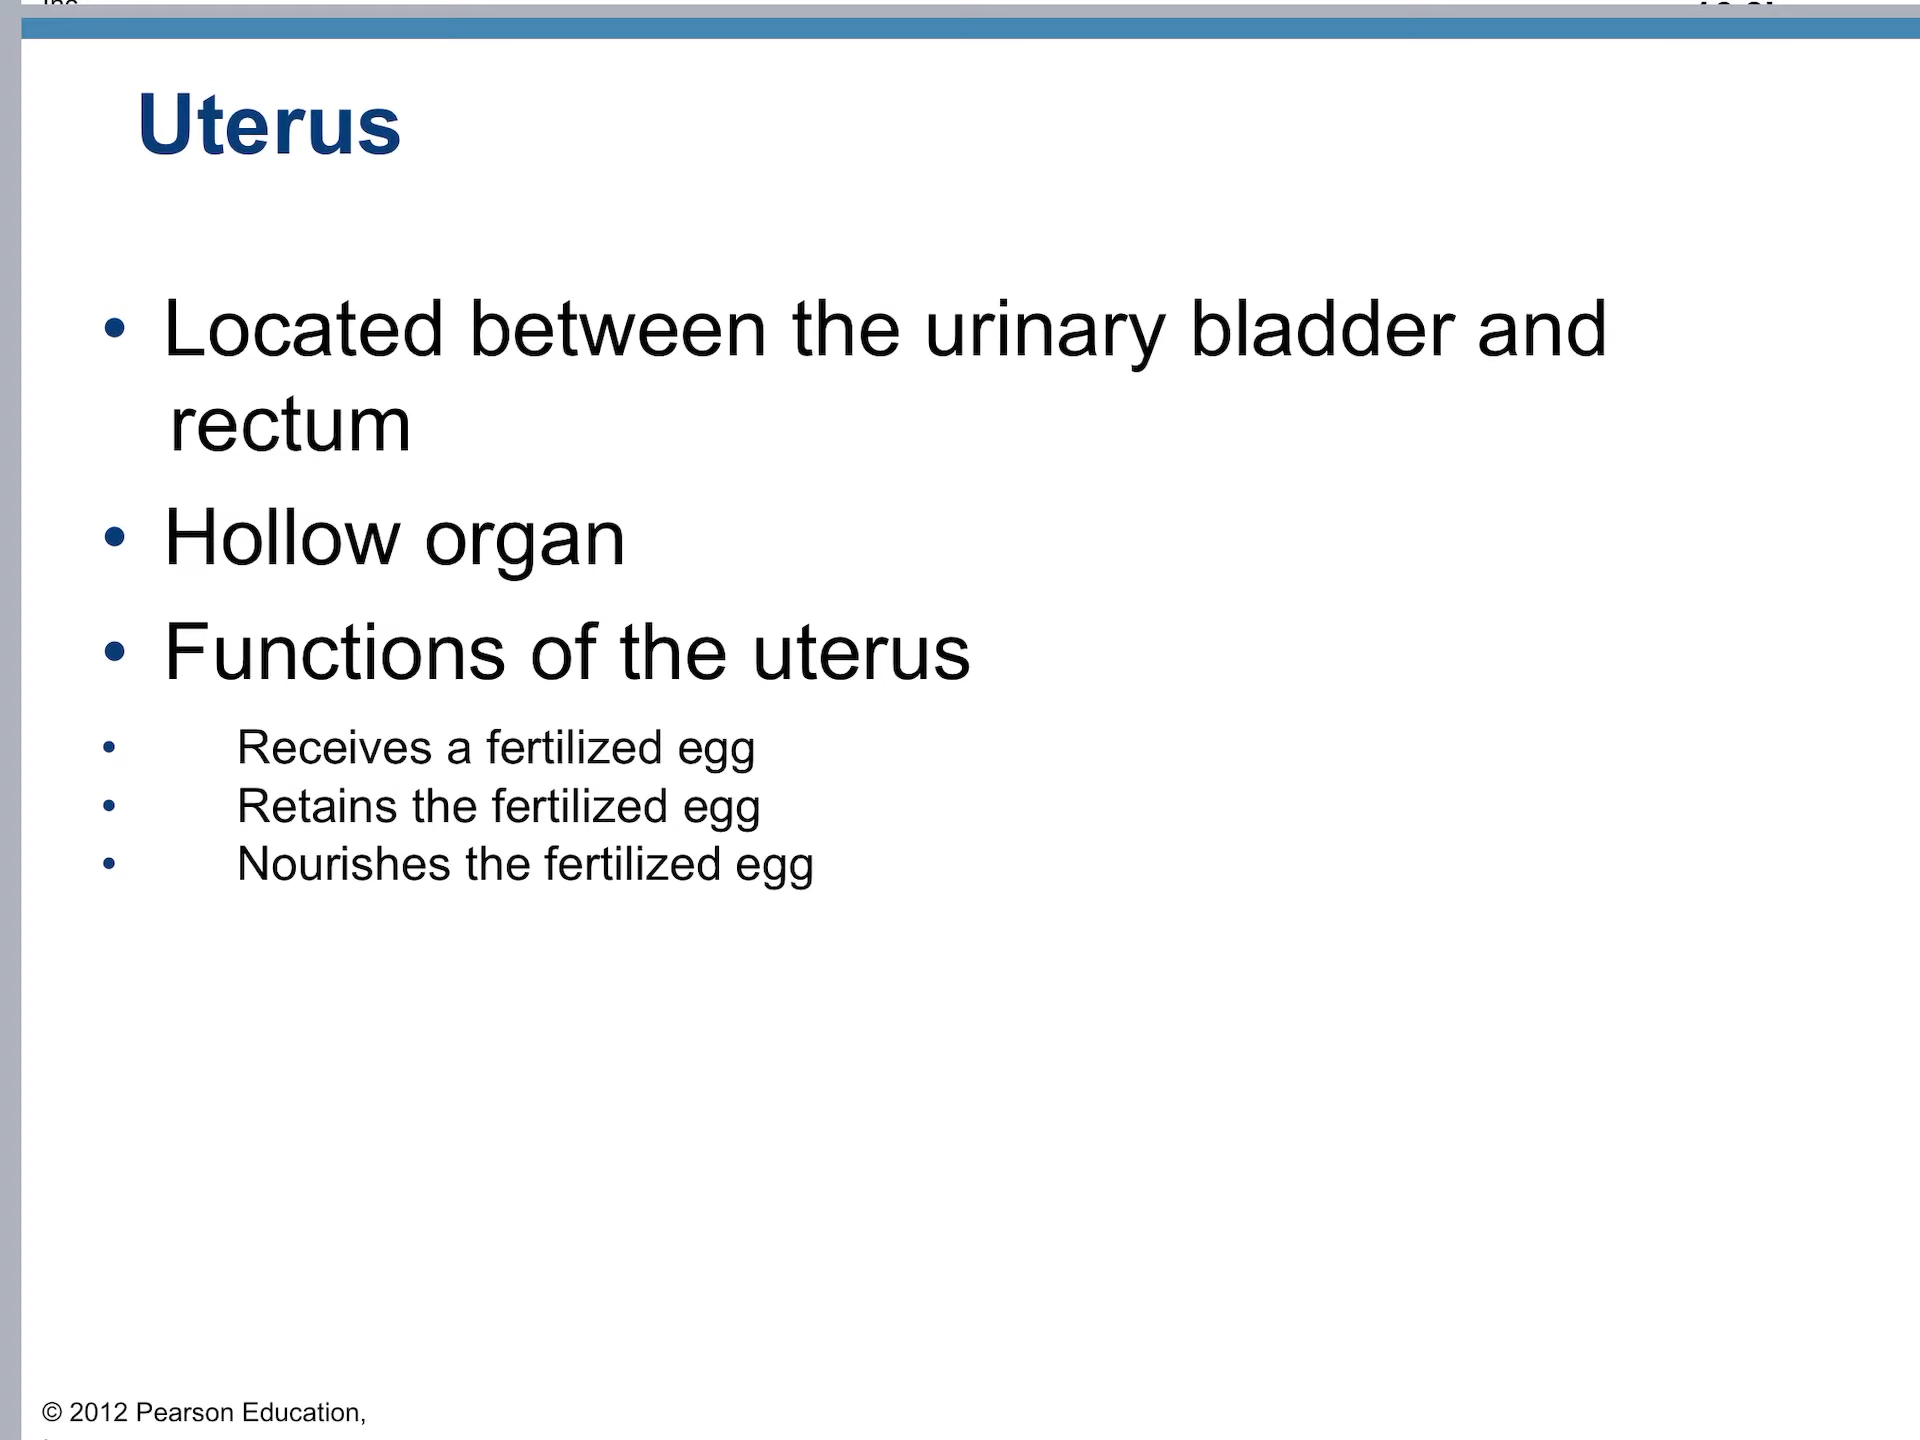 Uterus
• Located between the urinary bladder and
rectum
• Hollow organ
• Functions of the uterus
• Receives a fertilized egg
• Retains the fertilized egg
• Nourishes the fertilized egg
© 2012 Pearson Education,